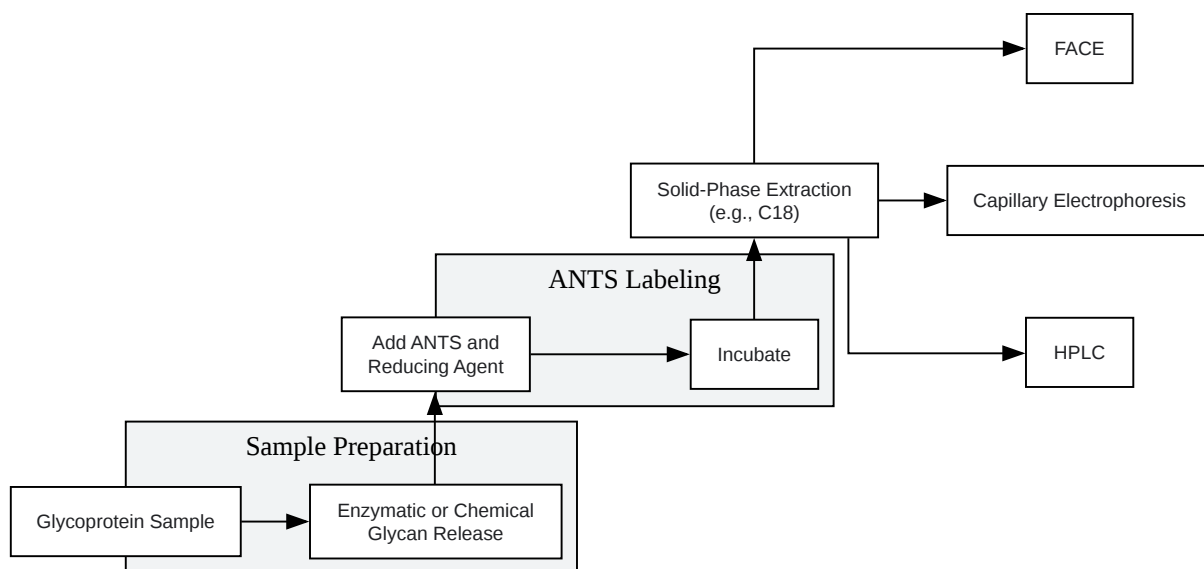 FACE
Solid-Phase Extraction
(e.g., C18)
Capillary Electrophoresis
ANTS Labeling
Add ANTS and
Reducing Agent
Incubate
HPLC
Sample Preparation
Glycoprotein Sample
Enzymatic or Chemical
Glycan Release